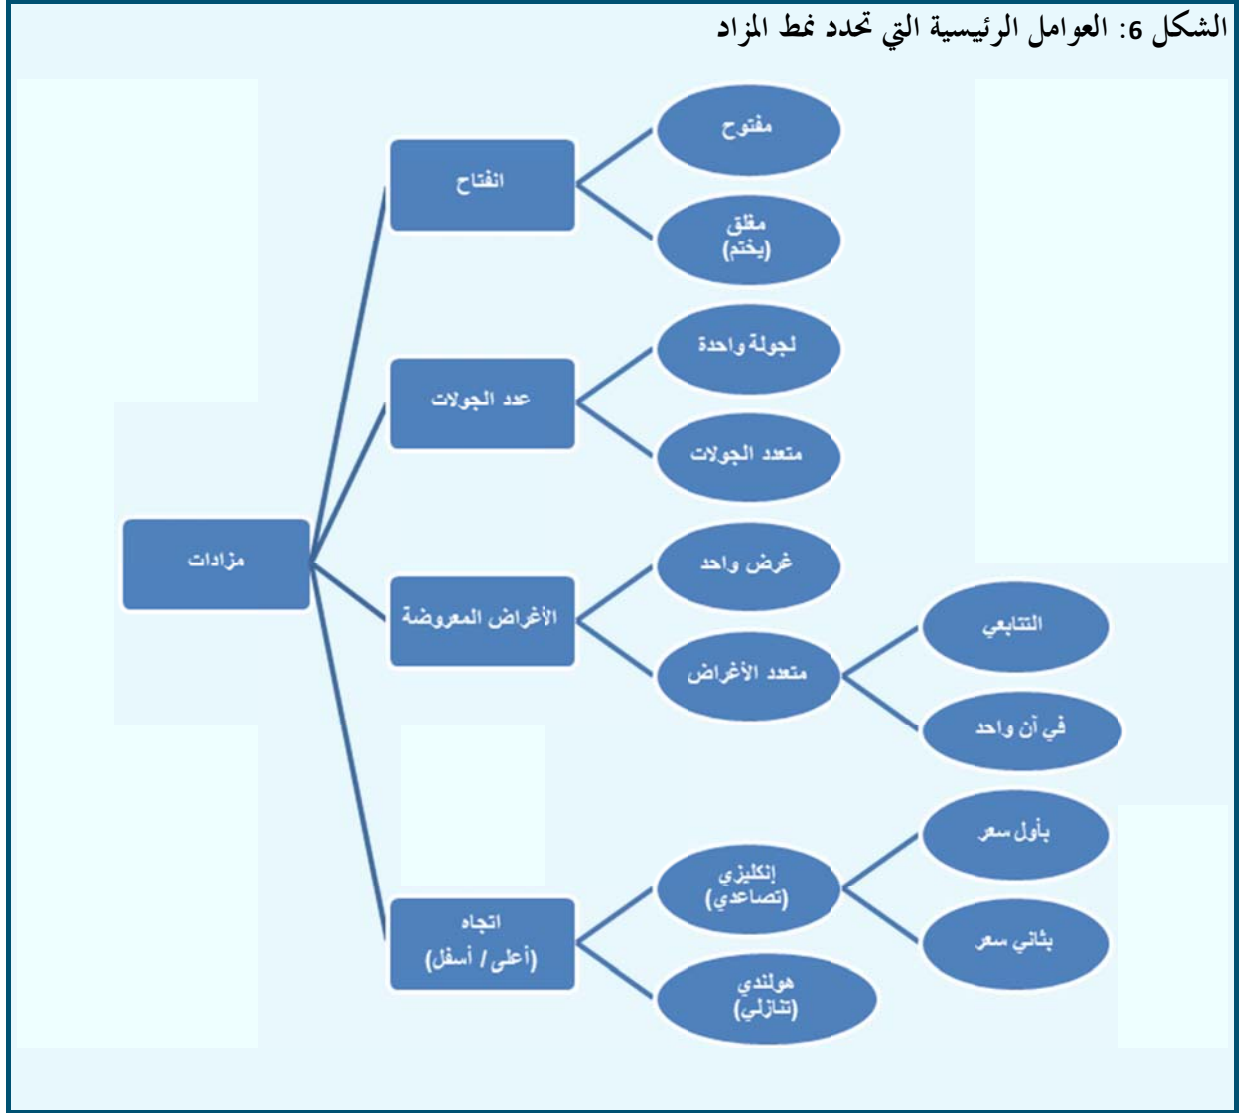 الشكل 6: العوامل الرئيسية التي تحدد نمط المزاد
مزادات
انفتاح
مفتوح
مغلق
(يختم)
عدد الجولات
لجولة واحدة
متعدد الجولات
الأغراض المعروضة
غرض واحد
متعدد الأغراض
التتابعي
في آن واحد
اتجاه
(أعلى / أسفل)
إنكليزي
(تصاعدي)
بأول سعر
بثاني سعر
هولندي
(تنازلي)